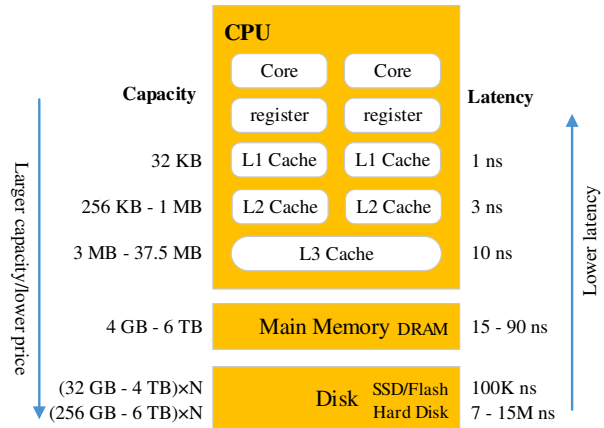 CPU
Core Core
Capacity Latency
register register
32 KB L1 Cache L1 Cache 1 ns
256 KB - 1 MB L2 Cache L2 Cache 3 ns
3 MB - 37.5 MB L3 Cache 10 ns
Larger capacity/lower price
Lower latency
4 GB - 6 TB Main Memory DRAM 15 - 90 ns
(32 GB - 4 TB)×N Disk SSD/Flash 100K ns
(256 GB - 6 TB)×N Hard Disk 7 - 15M ns